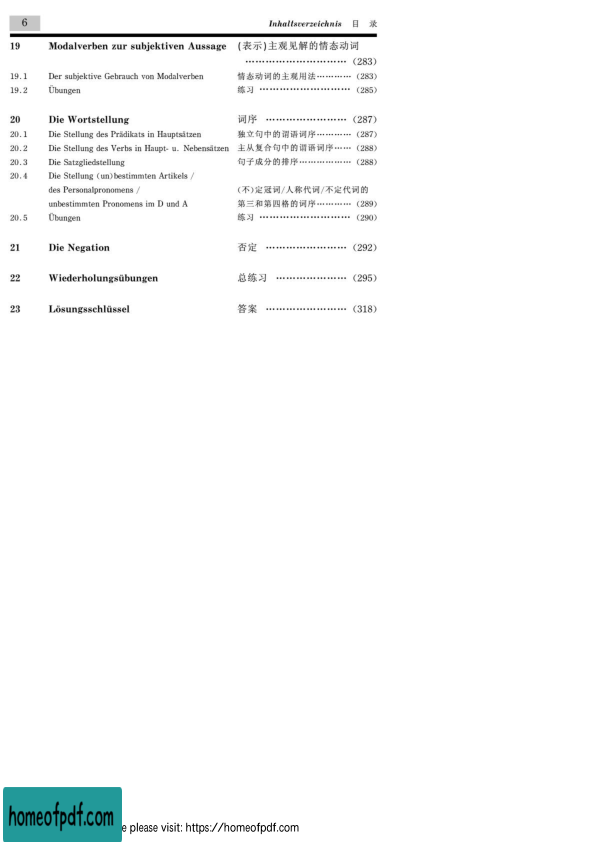 6 Inhaltsverzeichnis 目 录
19 Modalverben zur subjektiven Aussage (表示)主观见解的情态动词
………………………… (283)
19.1 Der subjektive Gebrauch von Modalverben 情态动词的主观用法………… (283)
19.2 Übungen 练习 ……………………… (285)
20 Die Wortstellung 词序 …………………… (287)
20.1 Die Stellung des Prädikats in Hauptsätzen 独立句中的谓语词序………… (287)
20.2 Die Stellung des Verbs in Haupt- u. Nebensätzen 主从复合句中的谓语词序…… (288)
20.3 Die Satzgliedstellung 句子成分的排序……………… (288)
20.4 Die Stellung (un)bestimmten Artikels /
des Personalpronomens / (不)定冠词/人称代词/不定代词的
unbestimmten Pronomens im D und A 第三和第四格的词序………… (289)
20.5 Übungen 练习 ……………………… (290)
21 Die Negation 否定 …………………… (292)
22 Wiederholungsübungen 总练习 ………………… (295)
23 Lösungsschlüssel 答案 …………………… (318)
homeofpdf.com
e please visit: https://homeofpdf.com